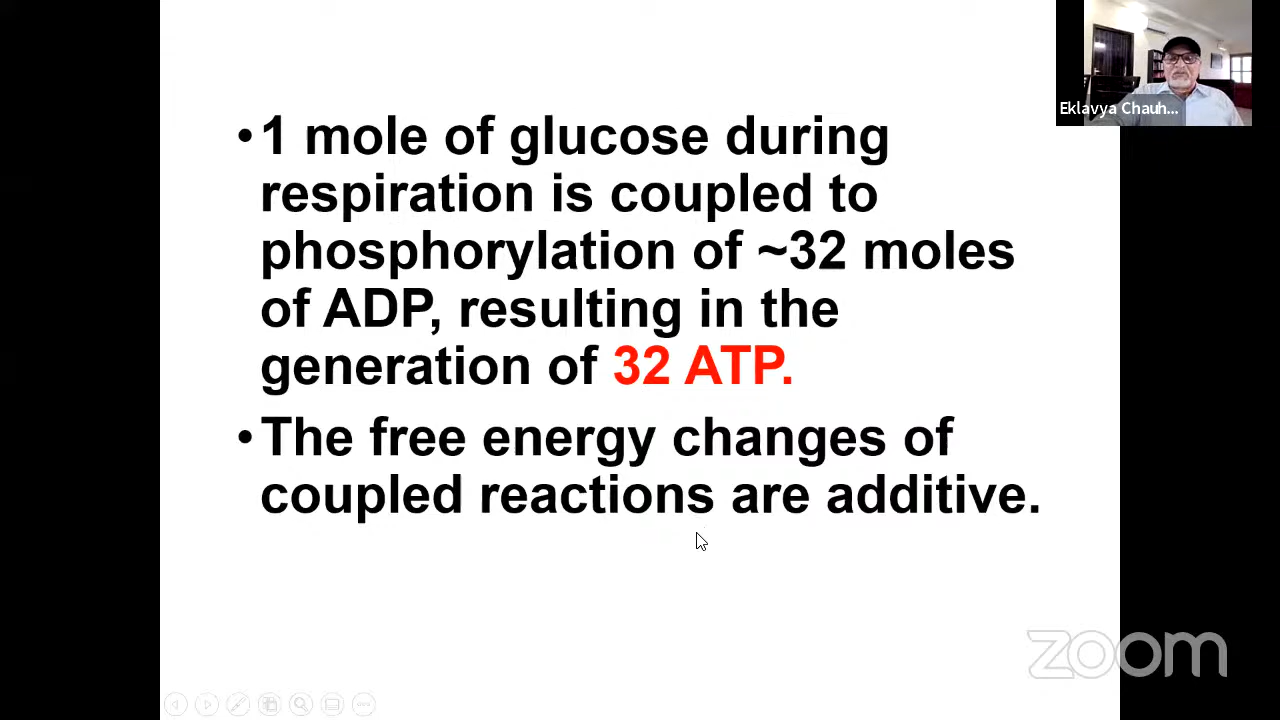 Eklavya Chauh...
•1 mole of glucose during
respiration is coupled to
phosphorylation of ~32 moles
of ADP, resulting in the
generation of 32 ATP.
•The free energy changes of
coupled reactions are additive.
zoom